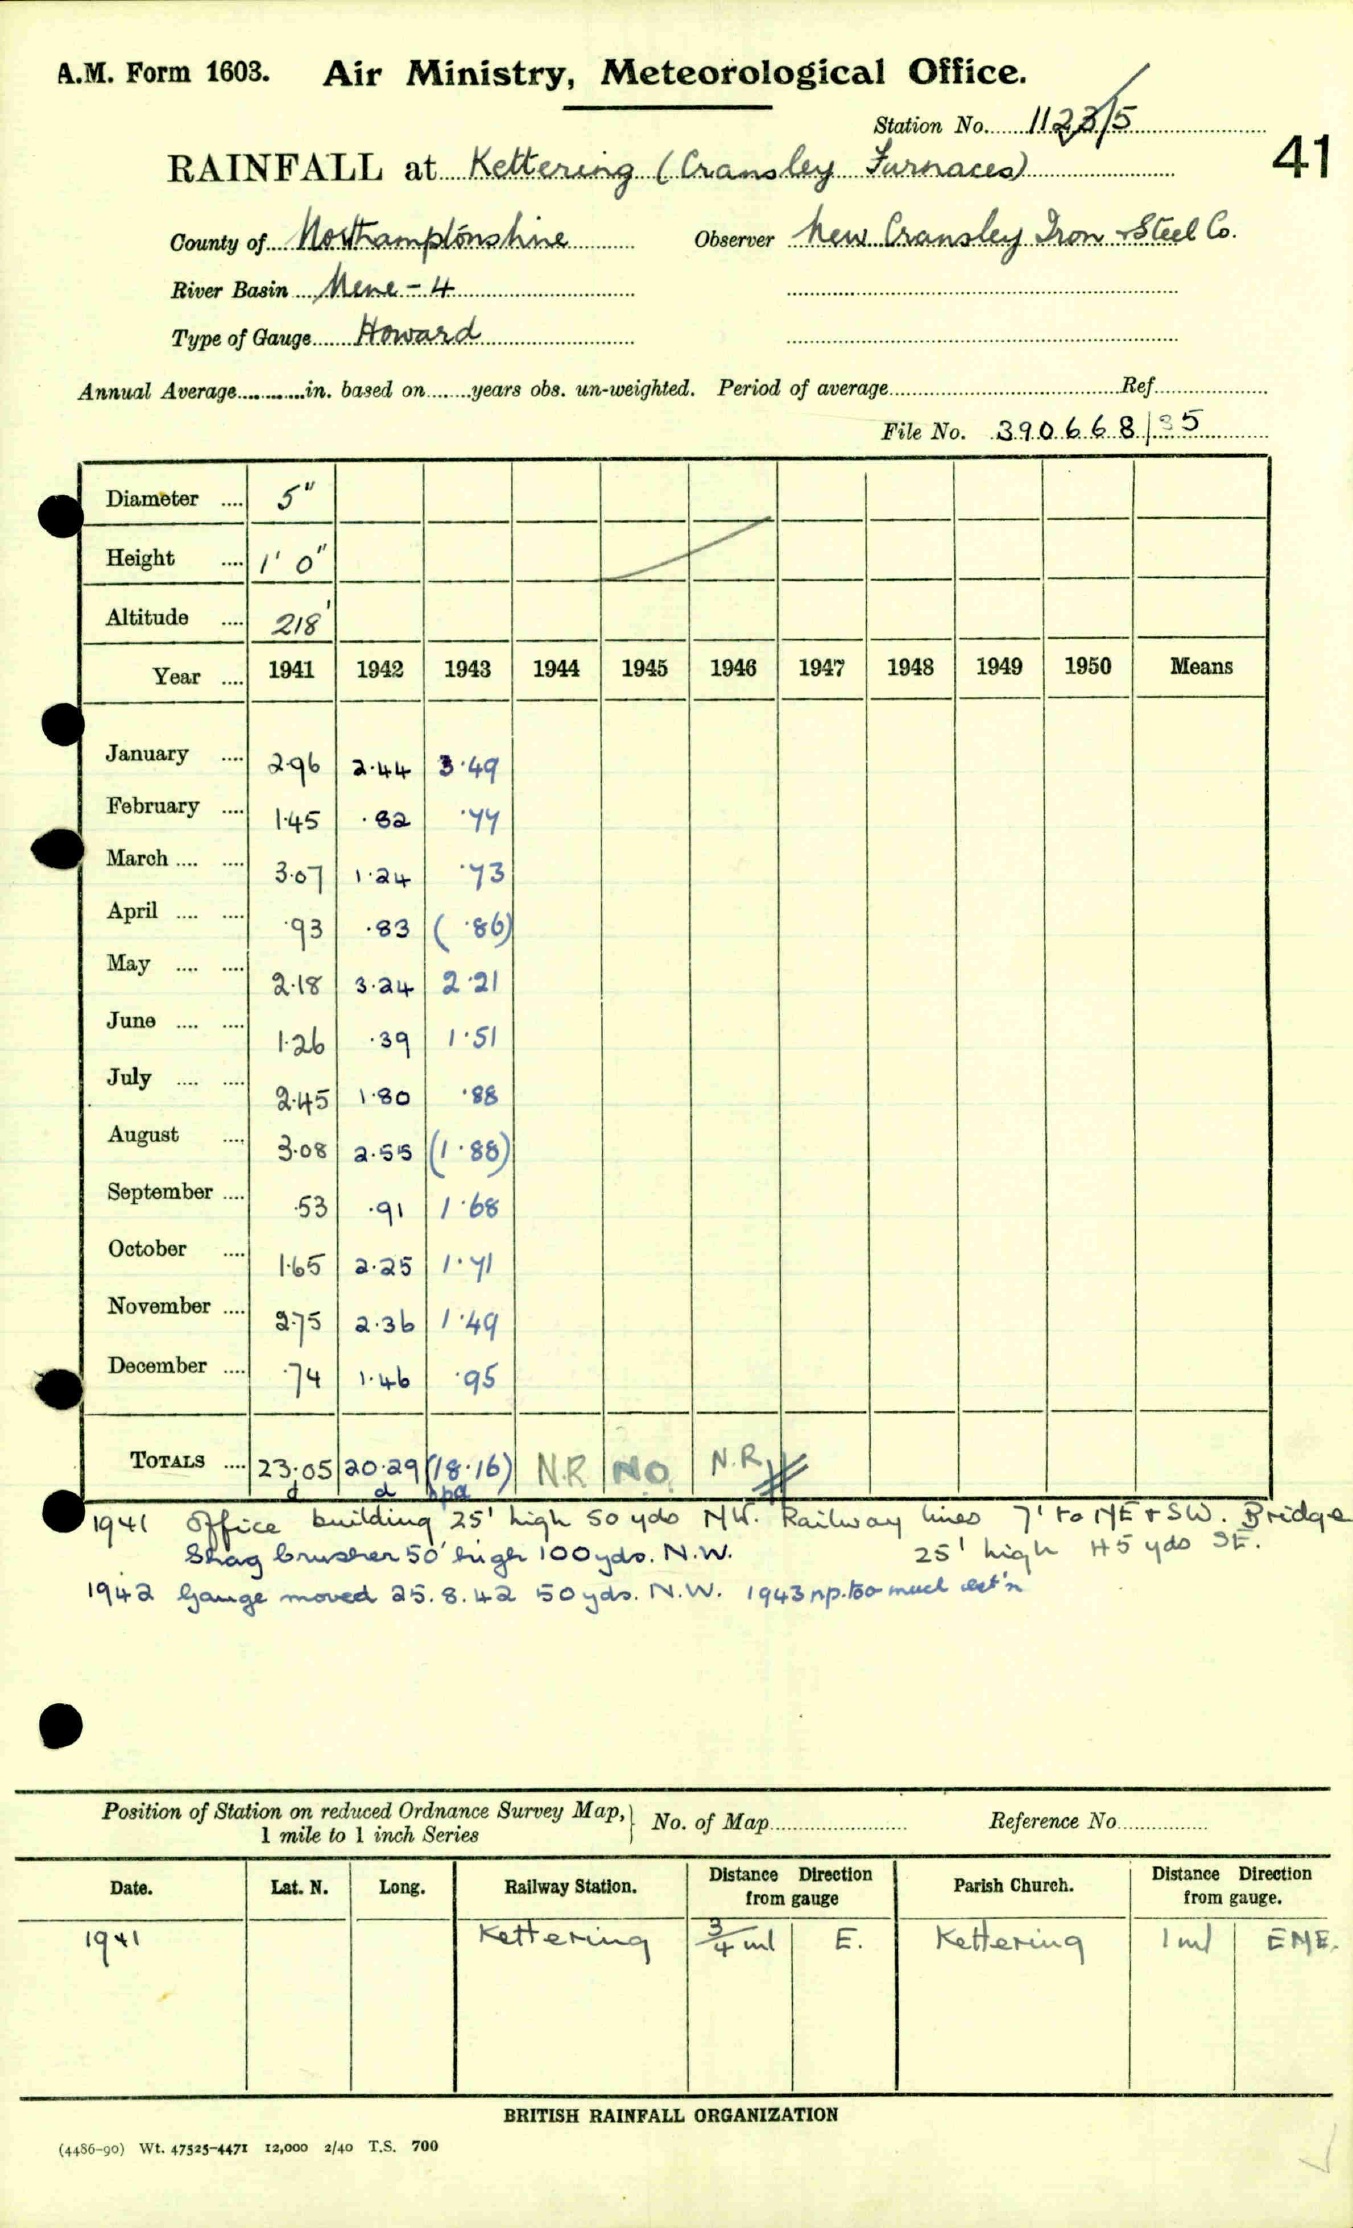 A.M. Form 1603. Air Ministry, Meteorological Office.
Station No. 1123/5
41
RAINFALL at Kettering (Cransley Furnaces)
County of Northamptonshire Observer New Cransley Iron & Steel Co.
River Basin Nene - 4
Type of Gauge Howard
Annual Average............in. based on........years obs. un-weighted. Period of average........Ref........
File No. 390668/35
Diameter .... 5"
Height .... 1' 0"
Altitude .... 218'
Year .... 1941 1942 1943 1944 1945 1946 1947 1948 1949 1950 Means
January .... 2.96 2.44 3.49
February .... 1.45 .82 .77
March .... .... 3.07 1.24 .73
April .... .... .93 .83 (.86)
May .... .... 2.18 3.24 2.21
June .... .... 1.26 .39 1.51
July .... .... 2.45 1.80 .88
August .... 3.08 2.55 (1.88)
September .... .53 .91 1.68
October .... 1.65 2.25 1.71
November .... 2.75 2.36 1.49
December .... .74 1.46 .95
TOTALS .... 23.05 20.29 (18.16) N.R. N.O. N.R.
d d npd
1941 Office building 25' high 50 yds NW. Railway lines 7' to NE & SW. Bridge
Shag crusher 50' high 100 yds. N.W. 25' high 45 yds SE.
1942 Gauge moved 25.8.42 50 yds. N.W. 1943 np. too much est'n
Position of Station on reduced Ordnance Survey Map, } No. of Map........ Reference No........
1 mile to 1 inch Series
Date. Lat. N. Long. Railway Station. Distance Direction from gauge Parish Church. Distance Direction from gauge.
1941 Kettering 3/4 ml E. Kettering 1 ml ENE.
BRITISH RAINFALL ORGANIZATION
(4486-90) Wt. 47525-4471 12,000 2/40 T.S. 700